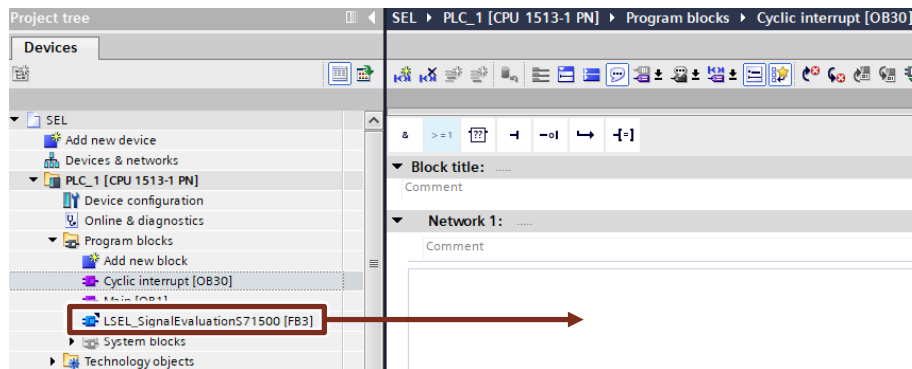 Project tree
Devices
SEL
Add new device
Devices & networks
PLC_1 [CPU 1513-1 PN]
Device configuration
Online & diagnostics
Program blocks
Add new block
Cyclic interrupt [OB30]
Main [OB1]
LSEL_SignalEvaluationS71500 [FB3]
System blocks
Technology objects
SEL ▸ PLC_1 [CPU 1513-1 PN] ▸ Program blocks ▸ Cyclic interrupt [OB30]
& >=1 ??
Block title: .....
Comment
Network 1: .....
Comment